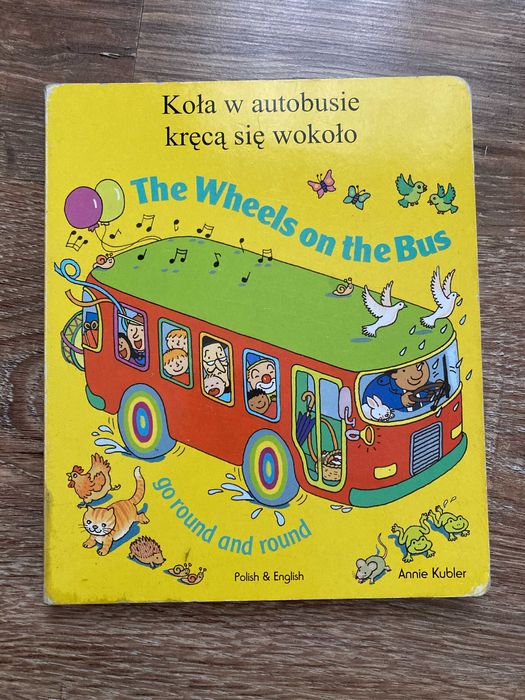 Koła w autobusie
kręcą się wokoło
The Wheels on the Bus
go round and round
Polish & English
Annie Kubler